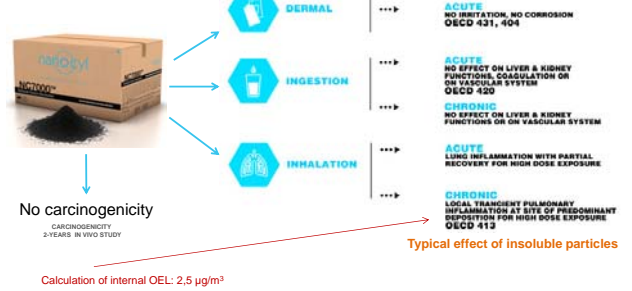 DERMAL
ACUTE
NO IRRITATION, NO CORROSION
OECD 431, 404
nanocyl
NC7000™
INGESTION
ACUTE
NO EFFECT ON LIVER & KIDNEY
FUNCTIONS, COAGULATION OR
ON VASCULAR SYSTEM
OECD 420
CHRONIC
NO EFFECT ON LIVER & KIDNEY
FUNCTIONS OR ON VASCULAR SYSTEM
INHALATION
ACUTE
LUNG INFLAMMATION WITH PARTIAL
RECOVERY FOR HIGH DOSE EXPOSURE
CHRONIC
LOCAL TRANCIENT PULMONARY
INFLAMMATION AT SITE OF PREDOMINANT
DEPOSITION FOR HIGH DOSE EXPOSURE
OECD 413
No carcinogenicity
CARCINOGENICITY
2-YEARS IN VIVO STUDY
Typical effect of insoluble particles
Calculation of internal OEL: 2,5 µg/m³